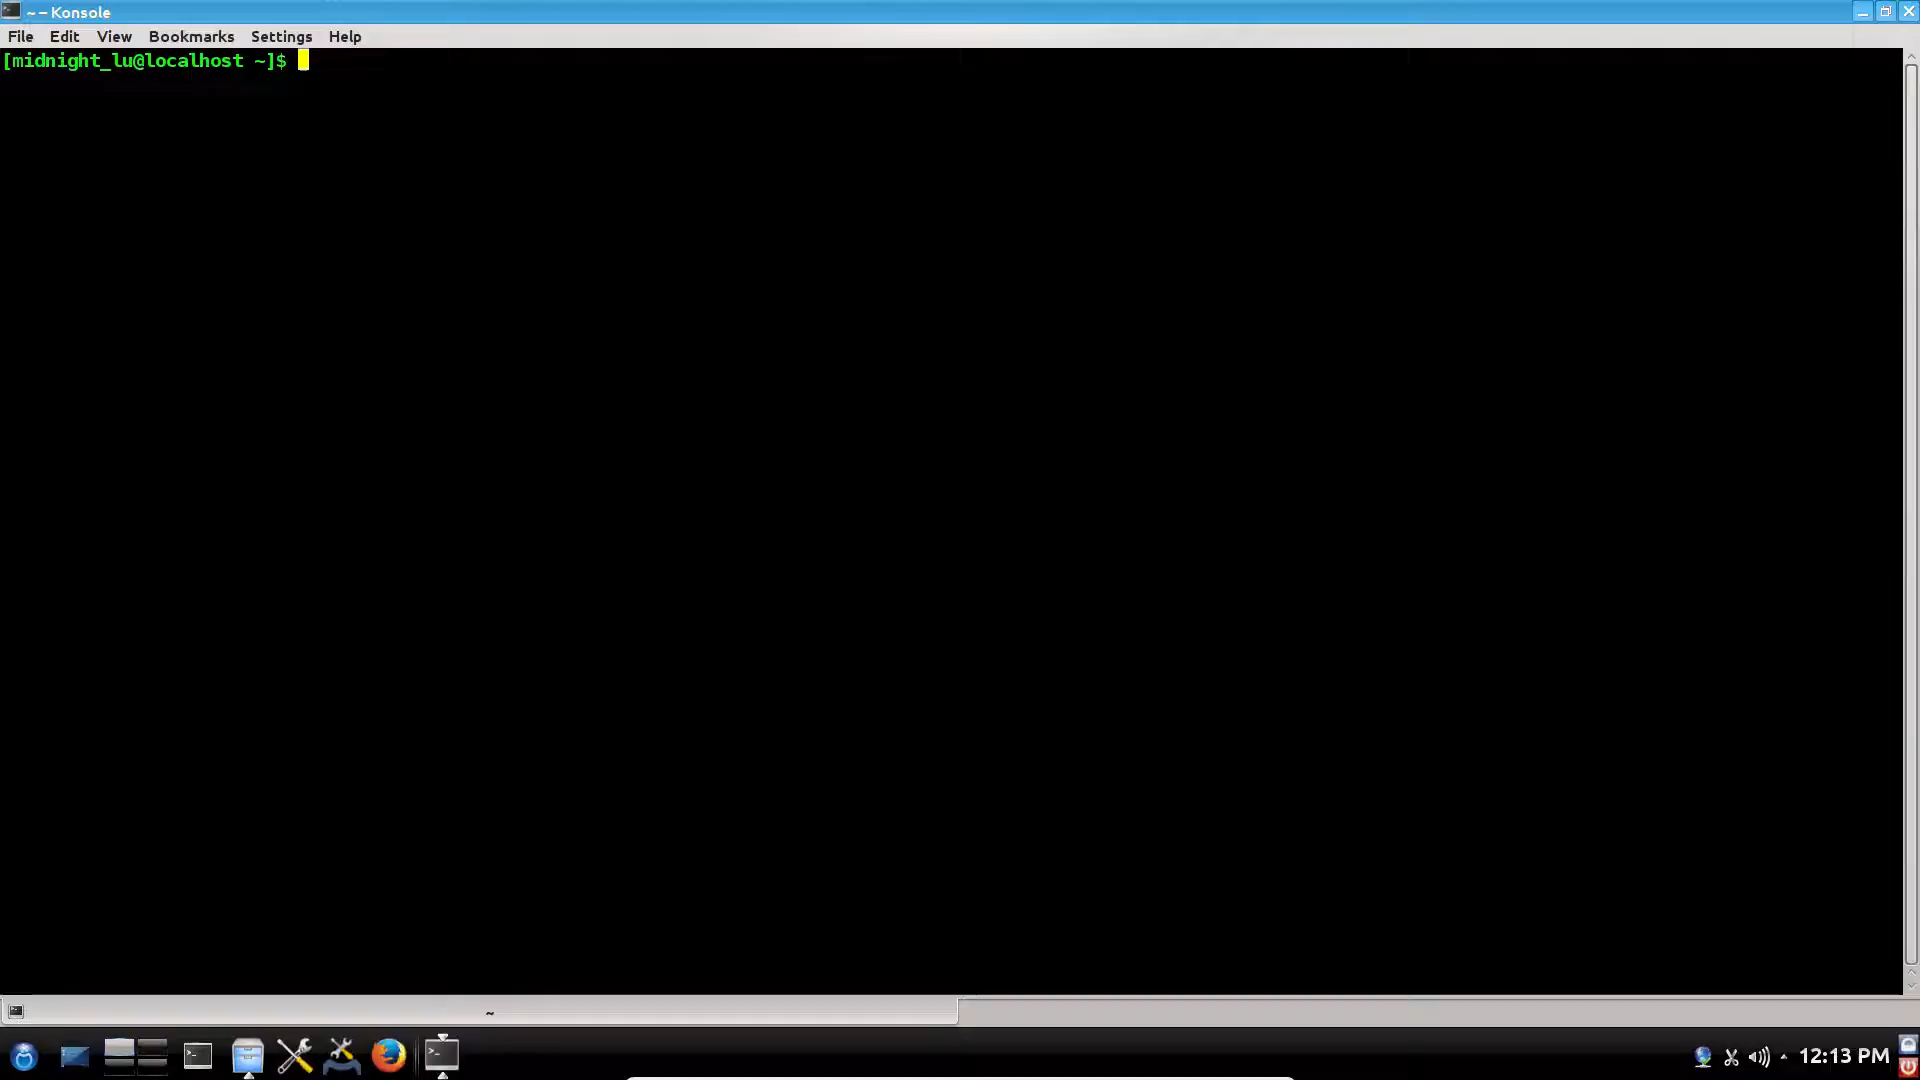 ~ – Konsole
File Edit View Bookmarks Settings Help
[midnight_lu@localhost ~]$
~
12:13 PM